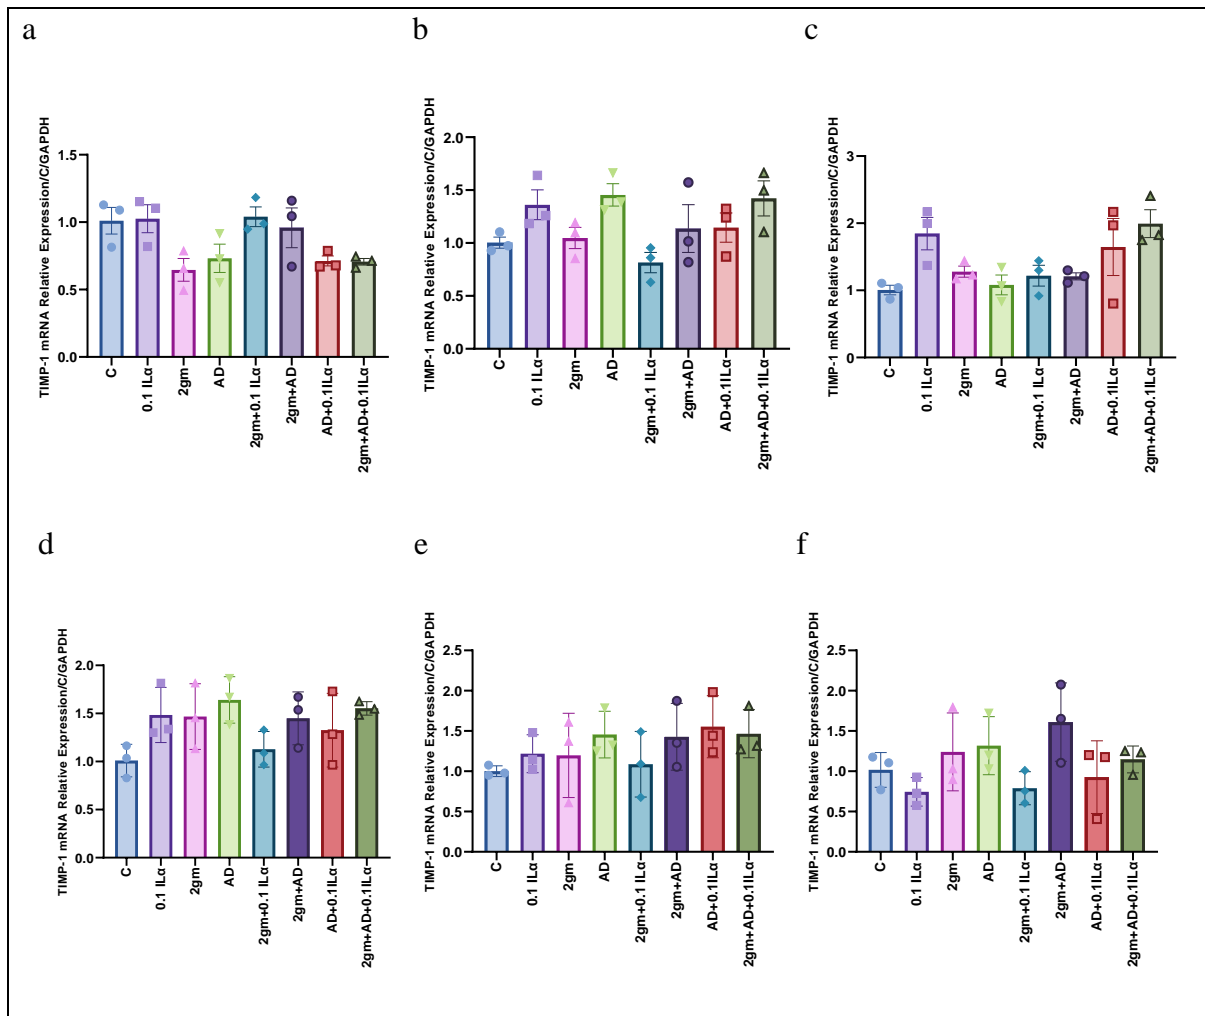 a
TIMP-1 mRNA Relative Expression/C/GAPDH
1.5
1.0
0.5
0.0
C
0.1 ILα
2gm
AD
2gm+0.1 ILα
2gm+AD
AD+0.1ILα
2gm+AD+0.1ILα
b
TIMP-1 mRNA Relative Expression/C/GAPDH
2.0
1.5
1.0
0.5
0.0
C
0.1 ILα
2gm
AD
2gm+0.1 ILα
2gm+AD
AD+0.1ILα
2gm+AD+0.1ILα
c
TIMP-1 mRNA Relative Expression/C/GAPDH
3
2
1
0
C
0.1 ILα
2gm
AD
2gm+0.1 ILα
2gm+AD
AD+0.1ILα
2gm+AD+0.1ILα
d
TIMP-1 mRNA Relative Expression/C/GAPDH
2.0
1.5
1.0
0.5
0.0
C
0.1 ILα
2gm
AD
2gm+0.1 ILα
2gm+AD
AD+0.1ILα
2gm+AD+0.1ILα
e
TIMP-1 mRNA Relative Expression/C/GAPDH
2.5
2.0
1.5
1.0
0.5
0.0
C
0.1 ILα
2gm
AD
2gm+0.1 ILα
2gm+AD
AD+0.1ILα
2gm+AD+0.1ILα
f
TIMP-1 mRNA Relative Expression/C/GAPDH
2.5
2.0
1.5
1.0
0.5
0.0
C
0.1 ILα
2gm
AD
2gm+0.1 ILα
2gm+AD
AD+0.1ILα
2gm+AD+0.1ILα